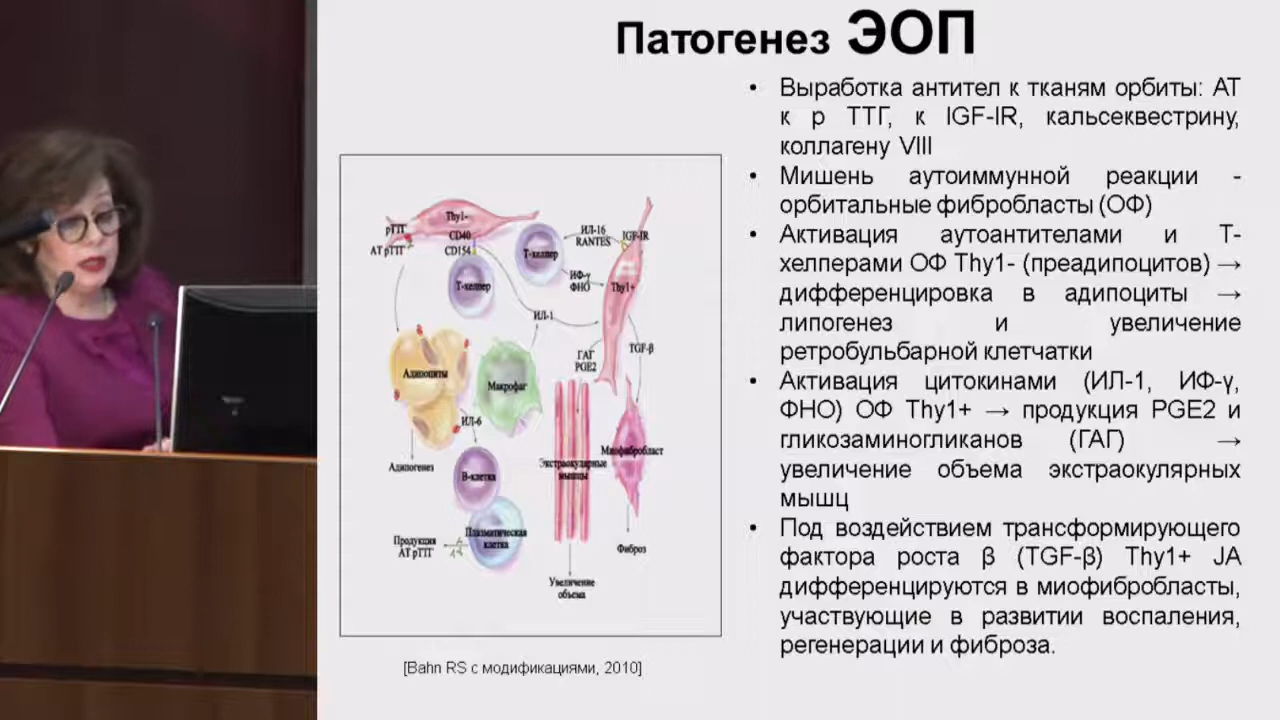 Патогенез ЭОП
• Выработка антител к тканям орбиты: АТ
к р ТТГ, к IGF-IR, кальсеквестрину,
коллагену VIII
• Мишень аутоиммунной реакции -
орбитальные фибробласты (ОФ)
• Активация аутоантителами и Т-
хелперами ОФ Thy1- (преадипоцитов) →
дифференцировка в адипоциты →
липогенез и увеличение
ретробульбарной клетчатки
• Активация цитокинами (ИЛ-1, ИФ-γ,
ФНО) ОФ Thy1+ → продукция PGE2 и
гликозаминогликанов (ГАГ) →
увеличение объема экстраокулярных
мышц
• Под воздействием трансформирующего
фактора роста β (TGF-β) Thy1+ JA
дифференцируются в миофибробласты,
участвующие в развитии воспаления,
регенерации и фиброза.
Thy1-
рТТГ
CD40
АТ рТТГ
CD154
Т-хелпер
Т-хелпер
ИЛ-16
RANTES
IGF-IR
ИФ-γ
ФНО
Thy1+
ИЛ-1
ГАГ
PGE2
TGF-β
Адипоциты
Макрофаг
ИЛ-6
Адипогенез
В-клетка
Экстраокулярные
мышцы
Миофибробласт
Плазматическая
клетка
Продукция
АТ рТТГ
Фиброз
Увеличение
объема
[Bahn RS с модификациями, 2010]